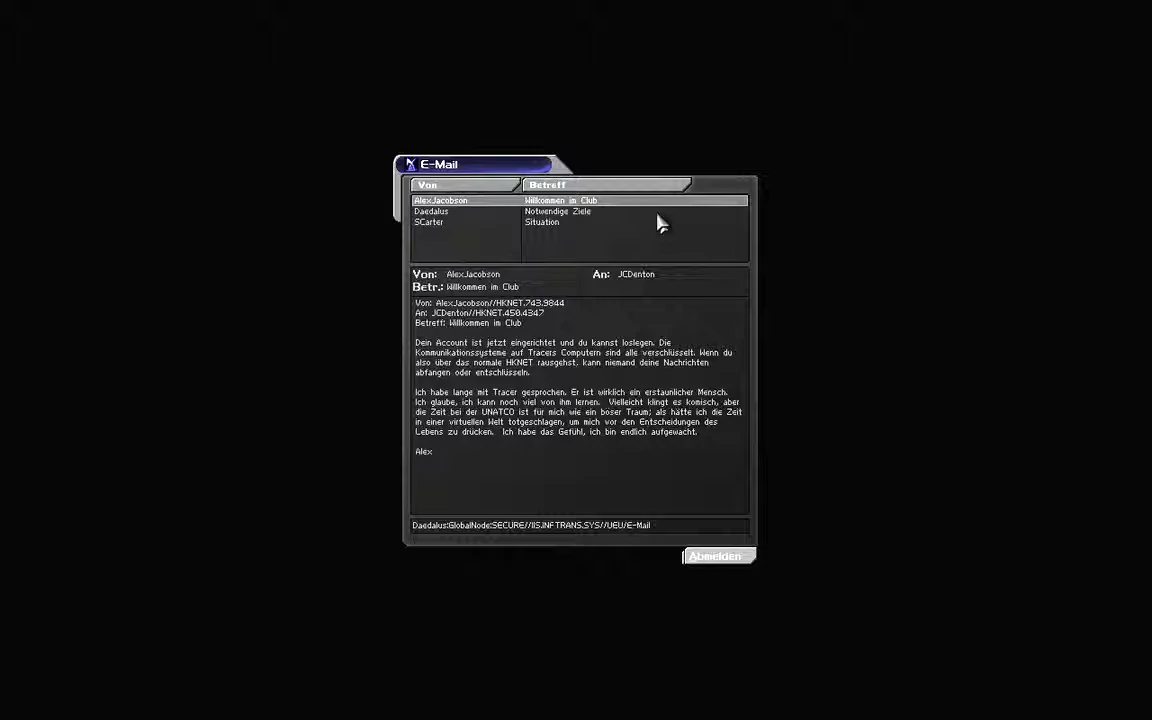 E-Mail
Von Betreff
AlexJacobson Willkommen im Club
Daedalus Notwendige Ziele
SCarter Situation
Von: AlexJacobson An: JCDenton
Betr.: Willkommen im Club
Von: AlexJacobson//HKNET.743.9844
An: JCDenton//HKNET.450.4347
Betreff: Willkommen im Club
Dein Account ist jetzt eingerichtet und du kannst loslegen. Die
Kommunikationssysteme auf Tracers Computern sind alle verschlüsselt. Wenn du
also über das normale HKNET rausgehst, kann niemand deine Nachrichten
abfangen oder entschlüsseln.
Ich habe lange mit Tracer gesprochen. Er ist wirklich ein erstaunlicher Mensch.
Ich glaube, ich kann noch viel von ihm lernen. Vielleicht klingt es komisch, aber
die Zeit bei der UNATCO ist für mich wie ein böser Traum; als hätte ich die Zeit
in einer virtuellen Welt totgeschlagen, um mich vor den Entscheidungen des
Lebens zu drücken. Ich habe das Gefühl, ich bin endlich aufgewacht.
Alex
Daedalus:GlobalNode:SECURE//IIS.INFTRANS.SYS//UEU/E-Mail
Abmelden